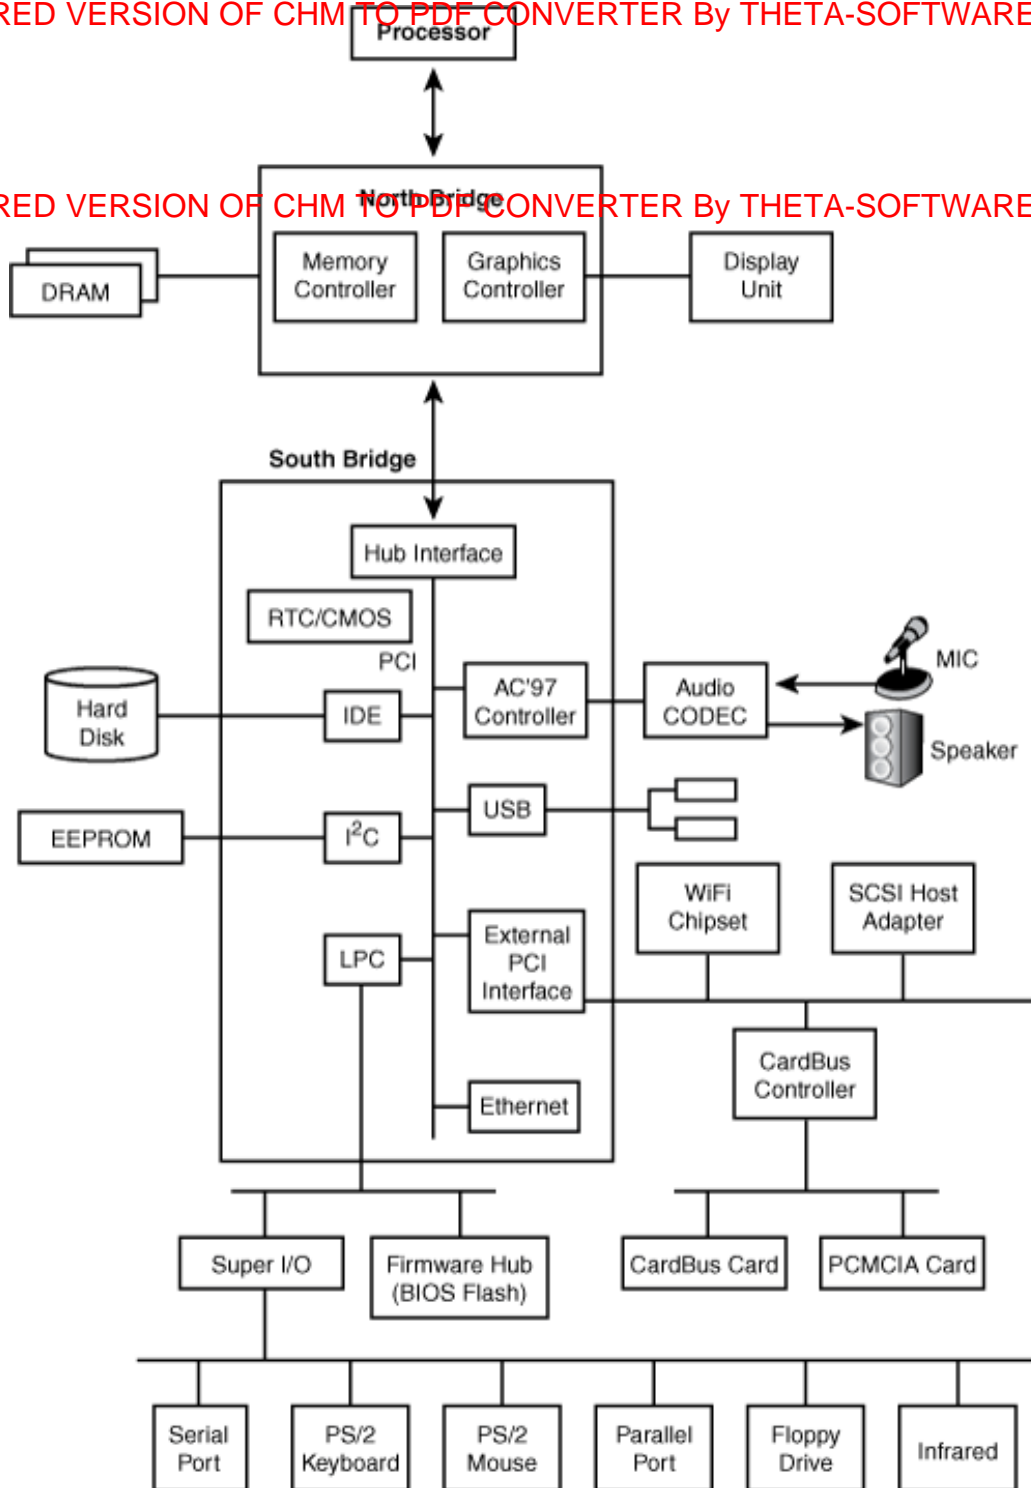 RED VERSION OF CHM TO PDF CONVERTER By THETA-SOFTWARE
Processor
North Bridge
RED VERSION OF CHM TO PDF CONVERTER By THETA-SOFTWARE
Memory
Controller
Graphics
Controller
Display
Unit
DRAM
South Bridge
Hub Interface
RTC/CMOS
PCI
Hard
Disk
IDE
AC'97
Controller
Audio
CODEC
MIC
Speaker
EEPROM
I²C
USB
WiFi
Chipset
SCSI Host
Adapter
LPC
External
PCI
Interface
CardBus
Controller
Ethernet
Super I/O
Firmware Hub
(BIOS Flash)
CardBus Card
PCMCIA Card
Serial
Port
PS/2
Keyboard
PS/2
Mouse
Parallel
Port
Floppy
Drive
Infrared